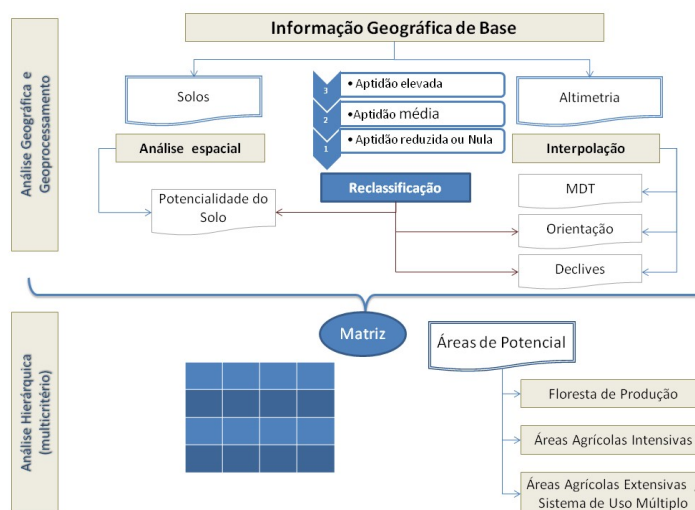 Análise Geográfica e
Geoprocessamento
Informação Geográfica de Base
Solos
3
• Aptidão elevada
2
• Aptidão média
1
• Aptidão reduzida ou Nula
Altimetria
Análise espacial
Interpolação
Reclassificação
Potencialidade do
Solo
MDT
Orientação
Declives
Análise Hierárquica
(multicritério)
Matriz
Áreas de Potencial
Floresta de Produção
Áreas Agrícolas Intensivas
Áreas Agrícolas Extensivas
Sistema de Uso Múltiplo